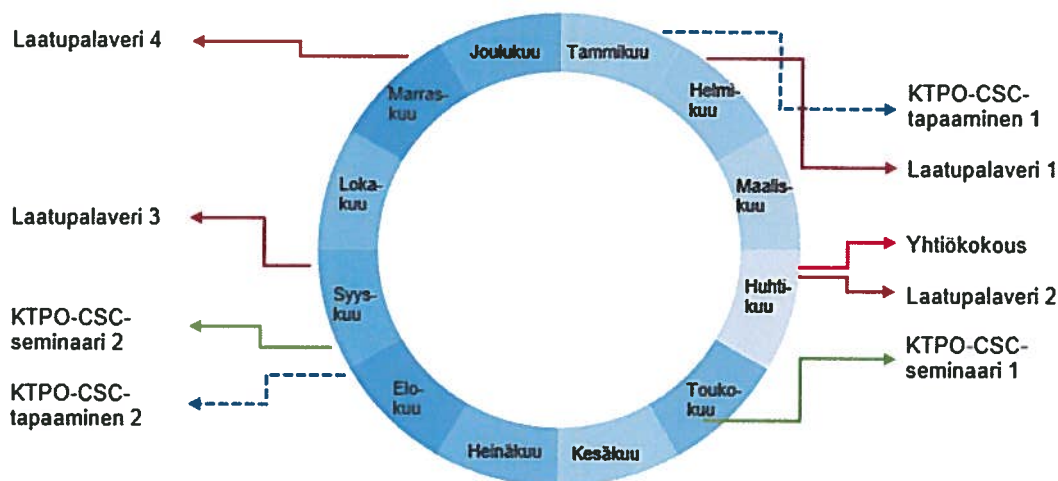 Laatupalaveri 4
Joulukuu
Tammikuu
Marras-
kuu
Helmi-
kuu
KTPO-CSC-
tapaaminen 1
Loka-
kuu
Maalis-
kuu
Laatupalaveri 1
Laatupalaveri 3
Yhtiökokous
Syys-
kuu
Huhti-
kuu
Laatupalaveri 2
KTPO-CSC-
seminaari 2
KTPO-CSC-
seminaari 1
KTPO-CSC-
tapaaminen 2
Elo-
kuu
Touko-
kuu
Heinäkuu
Kesäkuu